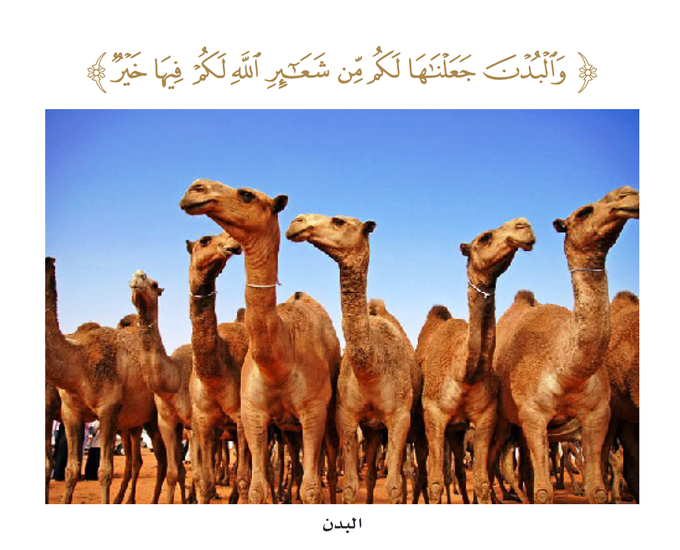 ﴿ وَٱلْبُدْنَ جَعَلْنَـٰهَا لَكُم مِّن شَعَـٰٓئِرِ ٱللَّهِ لَكُمْ فِيهَا خَيْرٌۭ ﴾
البدن